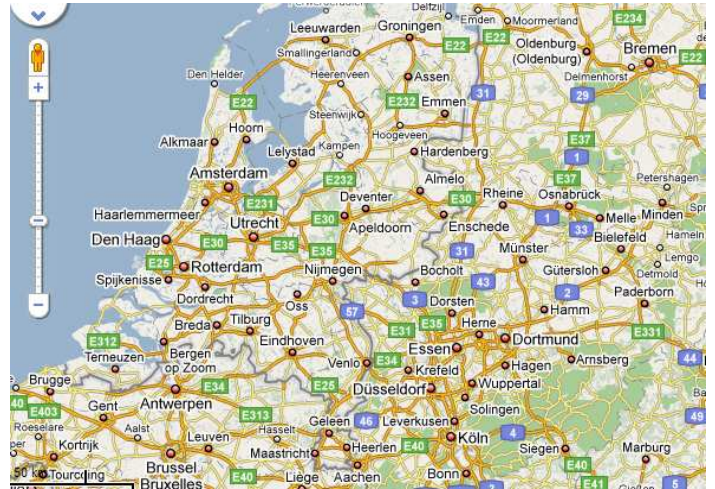 Delfzijl
Leeuwarden
Groningen
Emden
Moormerland
E234
E22
Smallingerland
E22
Oldenburg
(Oldenburg)
Bremen
E22
Den Helder
Heerenveen
Assen
Delmenhorst
E22
E232
31
29
Steenwijk
Emmen
Alkmaar
Hoorn
Hoogeveen
E37
Lelystad
Kampen
Hardenberg
1
Amsterdam
E232
E37
Petershagen
Almelo
Rheine
Osnabrück
Haarlemmermeer
E231
Deventer
E30
Minden
E30
1
Melle
Utrecht
Apeldoorn
Enschede
33
Den Haag
E30
E35
E35
31
Münster
Bielefeld
Hameln
Lemgo
E25
Rotterdam
Nijmegen
Bocholt
43
Gütersloh
Detmold
Spijkenisse
Dordrecht
Oss
3
2
Paderborn
57
Dorsten
Hamm
E312
Breda
Tilburg
E31
E35
Herne
E331
Terneuzen
Bergen
op Zoom
Eindhoven
Essen
Dortmund
Venlo
E34
Hagen
Arnsberg
44
Brugge
E34
E25
Krefeld
Düsseldorf
Wuppertal
5
40
E403
Antwerpen
E313
Solingen
49
Gent
46
Leverkusen
Roeselare
Aalst
Hasselt
Geleen
E40
Köln
4
Kortrijk
Leuven
Maastricht
Heerlen
Siegen
Marburg
50 km
Tourcoing
Brussel
Bruxelles
E40
Liège
Aachen
Bonn
E40
E41
Gießen